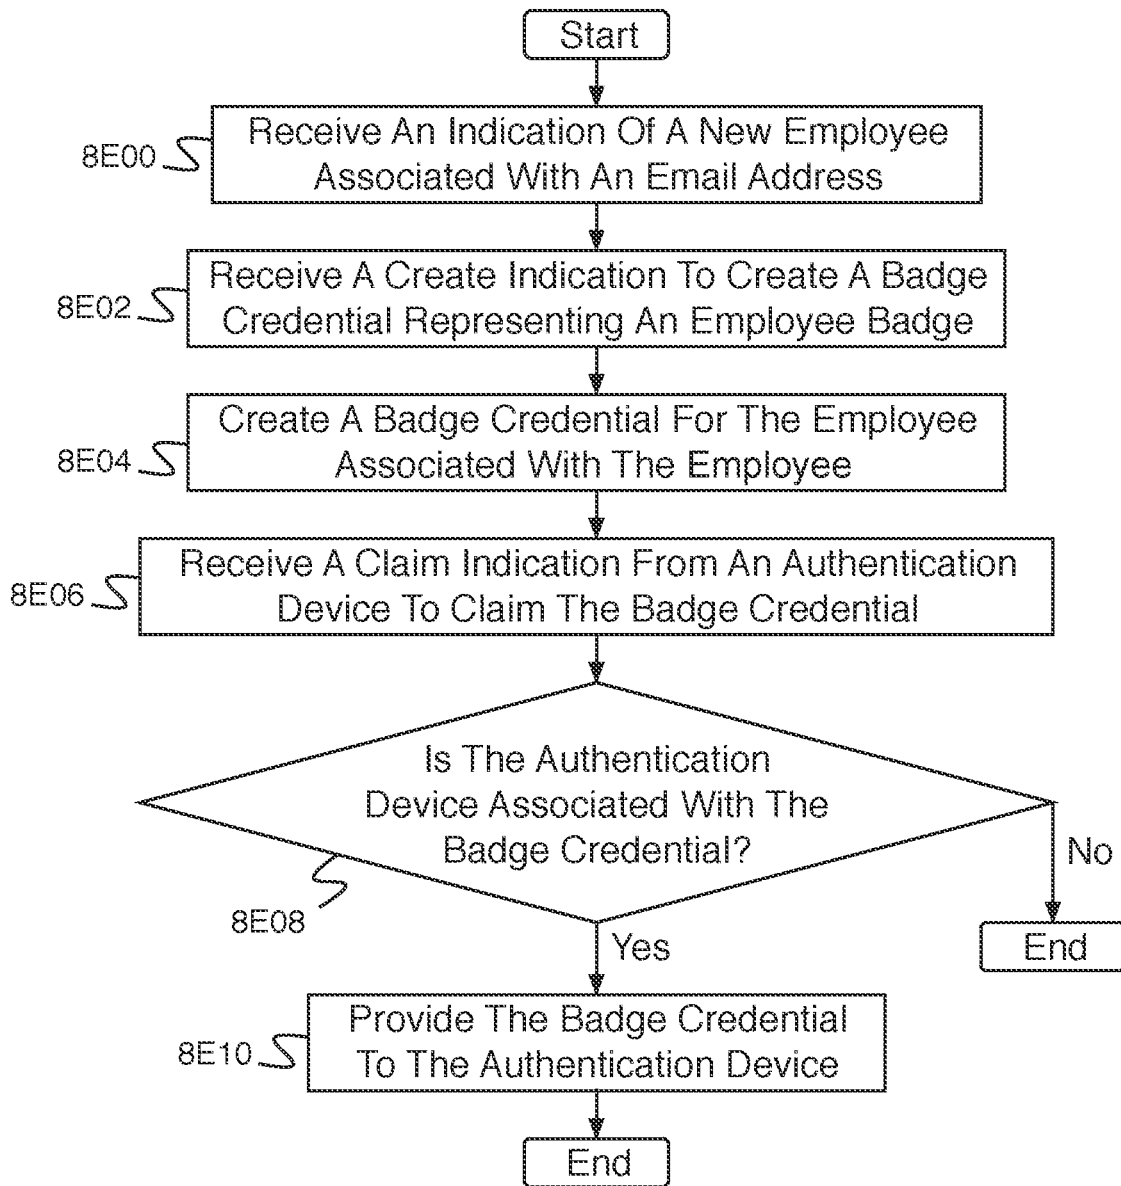 Start
8E00
Receive An Indication Of A New Employee
Associated With An Email Address
8E02
Receive A Create Indication To Create A Badge
Credential Representing An Employee Badge
8E04
Create A Badge Credential For The Employee
Associated With The Employee
8E06
Receive A Claim Indication From An Authentication
Device To Claim The Badge Credential
8E08
Is The Authentication
Device Associated With The
Badge Credential?
No
End
Yes
8E10
Provide The Badge Credential
To The Authentication Device
End